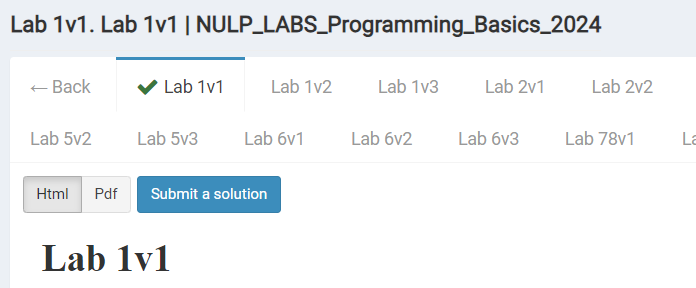 Lab 1v1. Lab 1v1 | NULP_LABS_Programming_Basics_2024
← Back Lab 1v1 Lab 1v2 Lab 1v3 Lab 2v1 Lab 2v2
Lab 5v2 Lab 5v3 Lab 6v1 Lab 6v2 Lab 6v3 Lab 78v1
Html Pdf Submit a solution
Lab 1v1